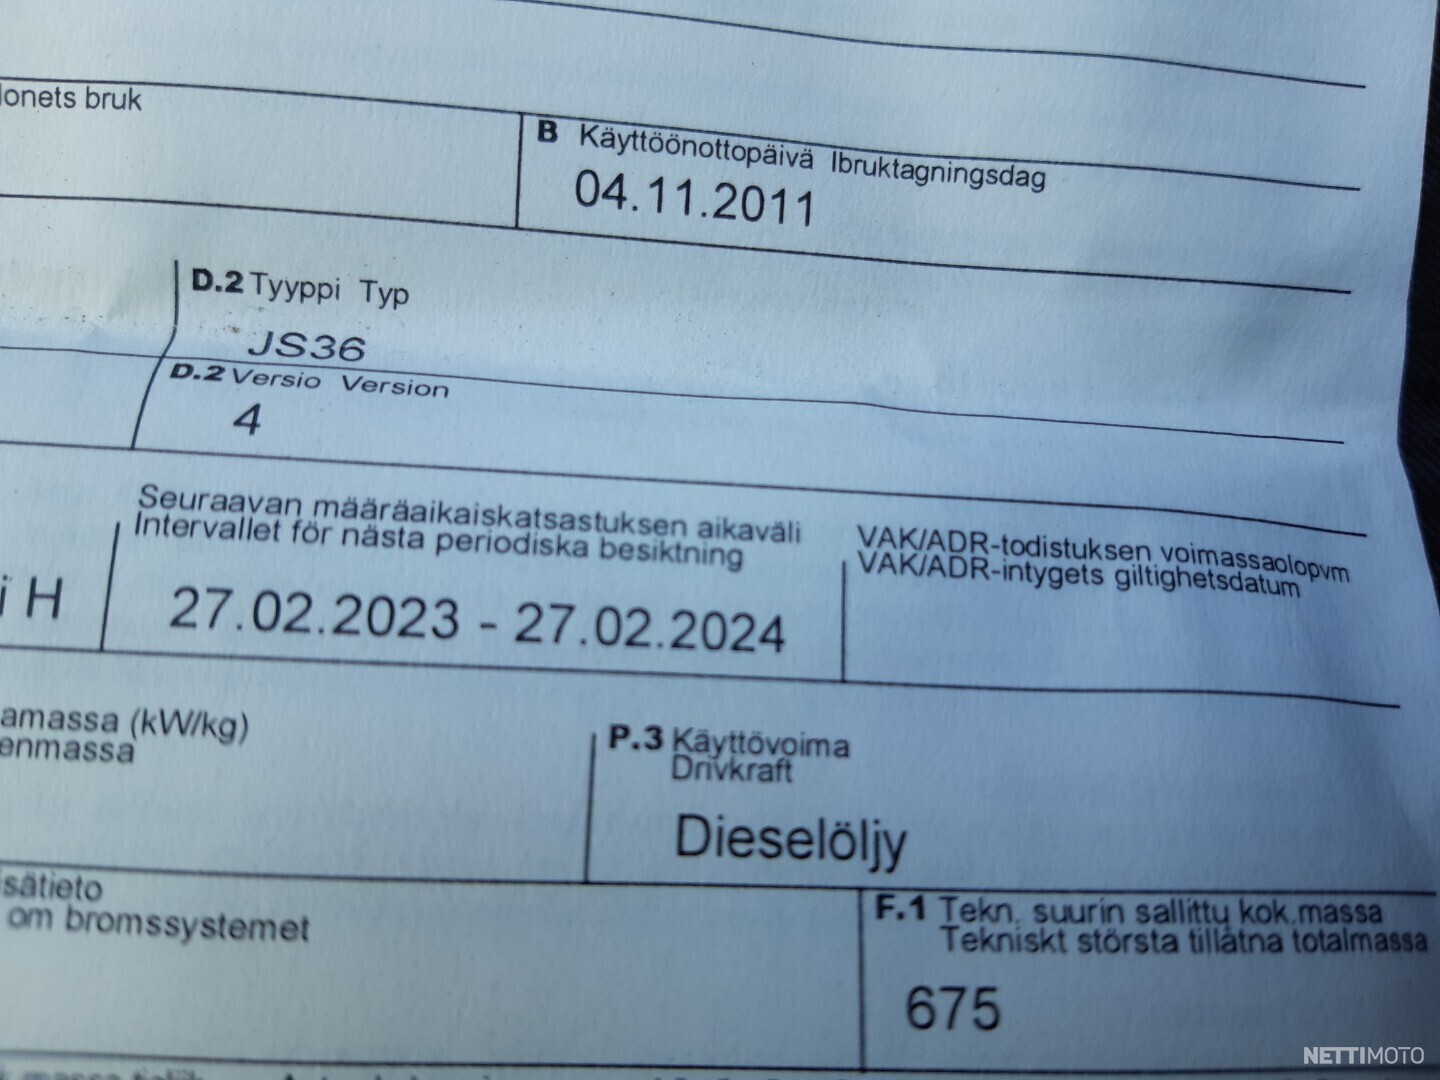 lonets bruk
B Käyttöönottopäivä Ibruktagningsdag
04.11.2011
D.2 Tyyppi Typ
JS36
D.2 Versio Version
4
Seuraavan määräaikaiskatsastuksen aikaväli
Intervallet för nästa periodiska besiktning
VAK/ADR-todistuksen voimassaolopvm
VAK/ADR-intygets giltighetsdatum
i H
27.02.2023 - 27.02.2024
amassa (kW/kg)
enmassa
P.3 Käyttövoima
Drivkraft
Dieselöljy
sätieto
om bromssystemet
F.1 Tekn. suurin sallittu kok.massa
Tekniskt största tillåtna totalmassa
675
NETTIMOTO